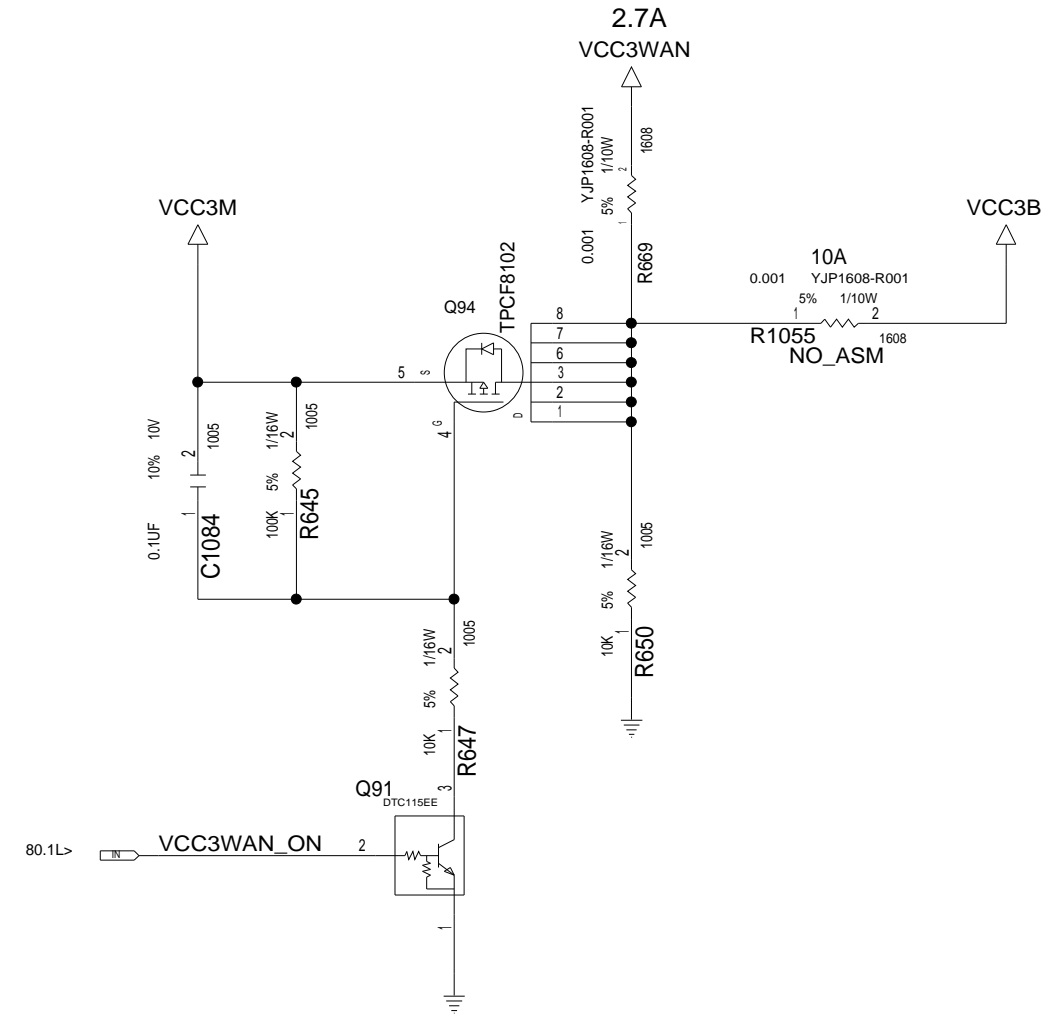 2.7A
VCC3WAN
1608
YJP1608-R001
1/10W
2
5%
1
0.001
R669
VCC3M
VCC3B
10A
0.001 YJP1608-R001
5% 1/10W
1 2
R1055
1608
NO_ASM
Q94
TPCF8102
8
7
6
3
2
1
5
S
D
G
4
10V
10%
2
1005
1
0.1UF
C1084
1/16W
2
1005
5%
100K
1
R645
1/16W
2
1005
5%
10K
1
R650
1/16W
2
1005
5%
10K
1
R647
3
Q91
DTC115EE
80.1L>
IN
VCC3WAN_ON
2
1